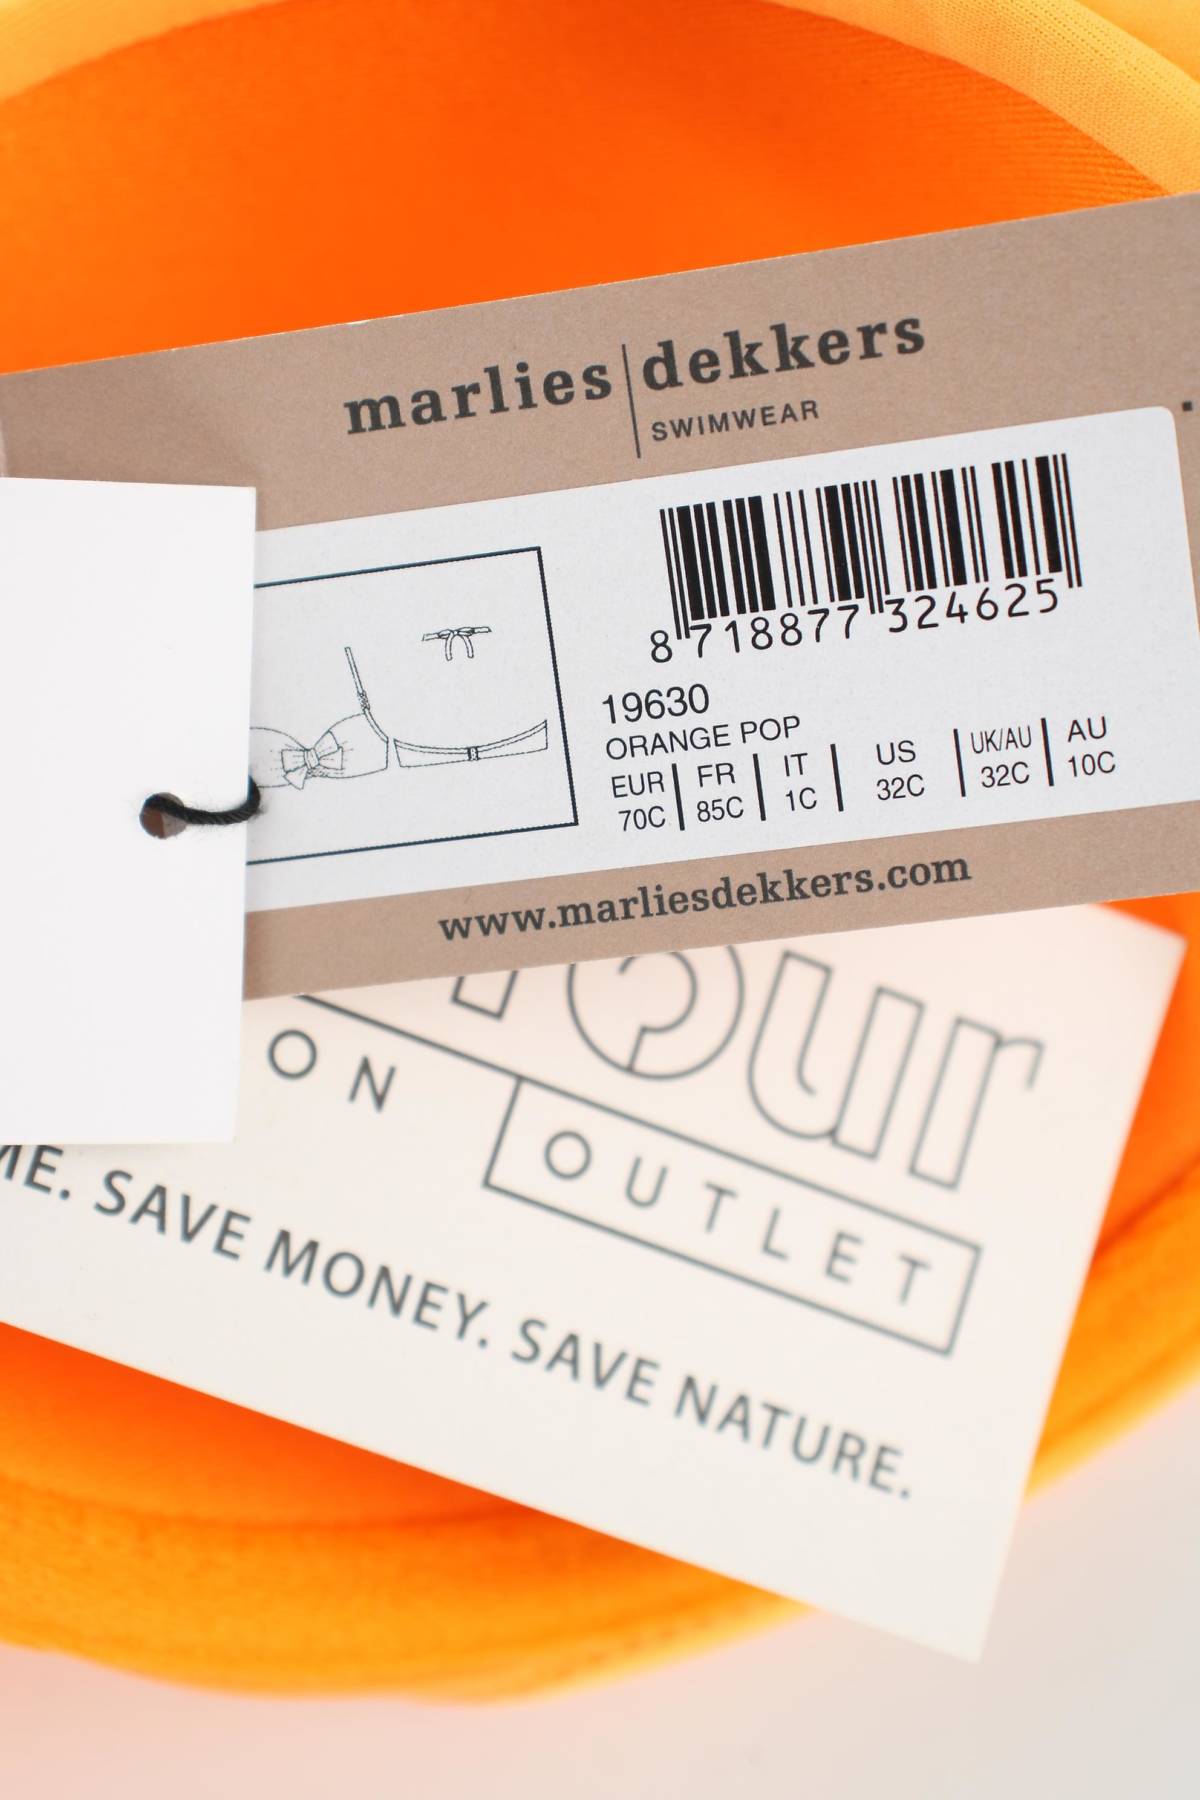 marlies|dekkers
SWIMWEAR
8 718877 324625
19630
ORANGE POP
EUR | FR | IT | US | UK/AU | AU
70C | 85C | 1C | 32C | 32C | 10C
www.marliesdekkers.com
our
ON
OUTLET
ME. SAVE MONEY. SAVE NATURE.